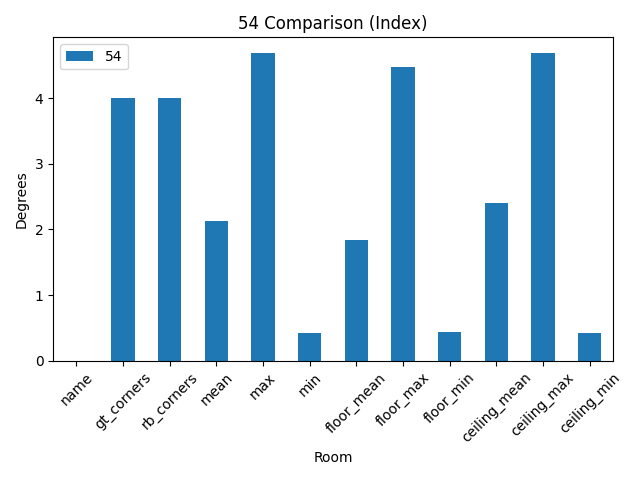 54 Comparison (Index)
54
Degrees
4
3
2
1
0
name
gt_corners
rb_corners
mean
max
min
floor_mean
floor_max
floor_min
ceiling_mean
ceiling_max
ceiling_min
Room